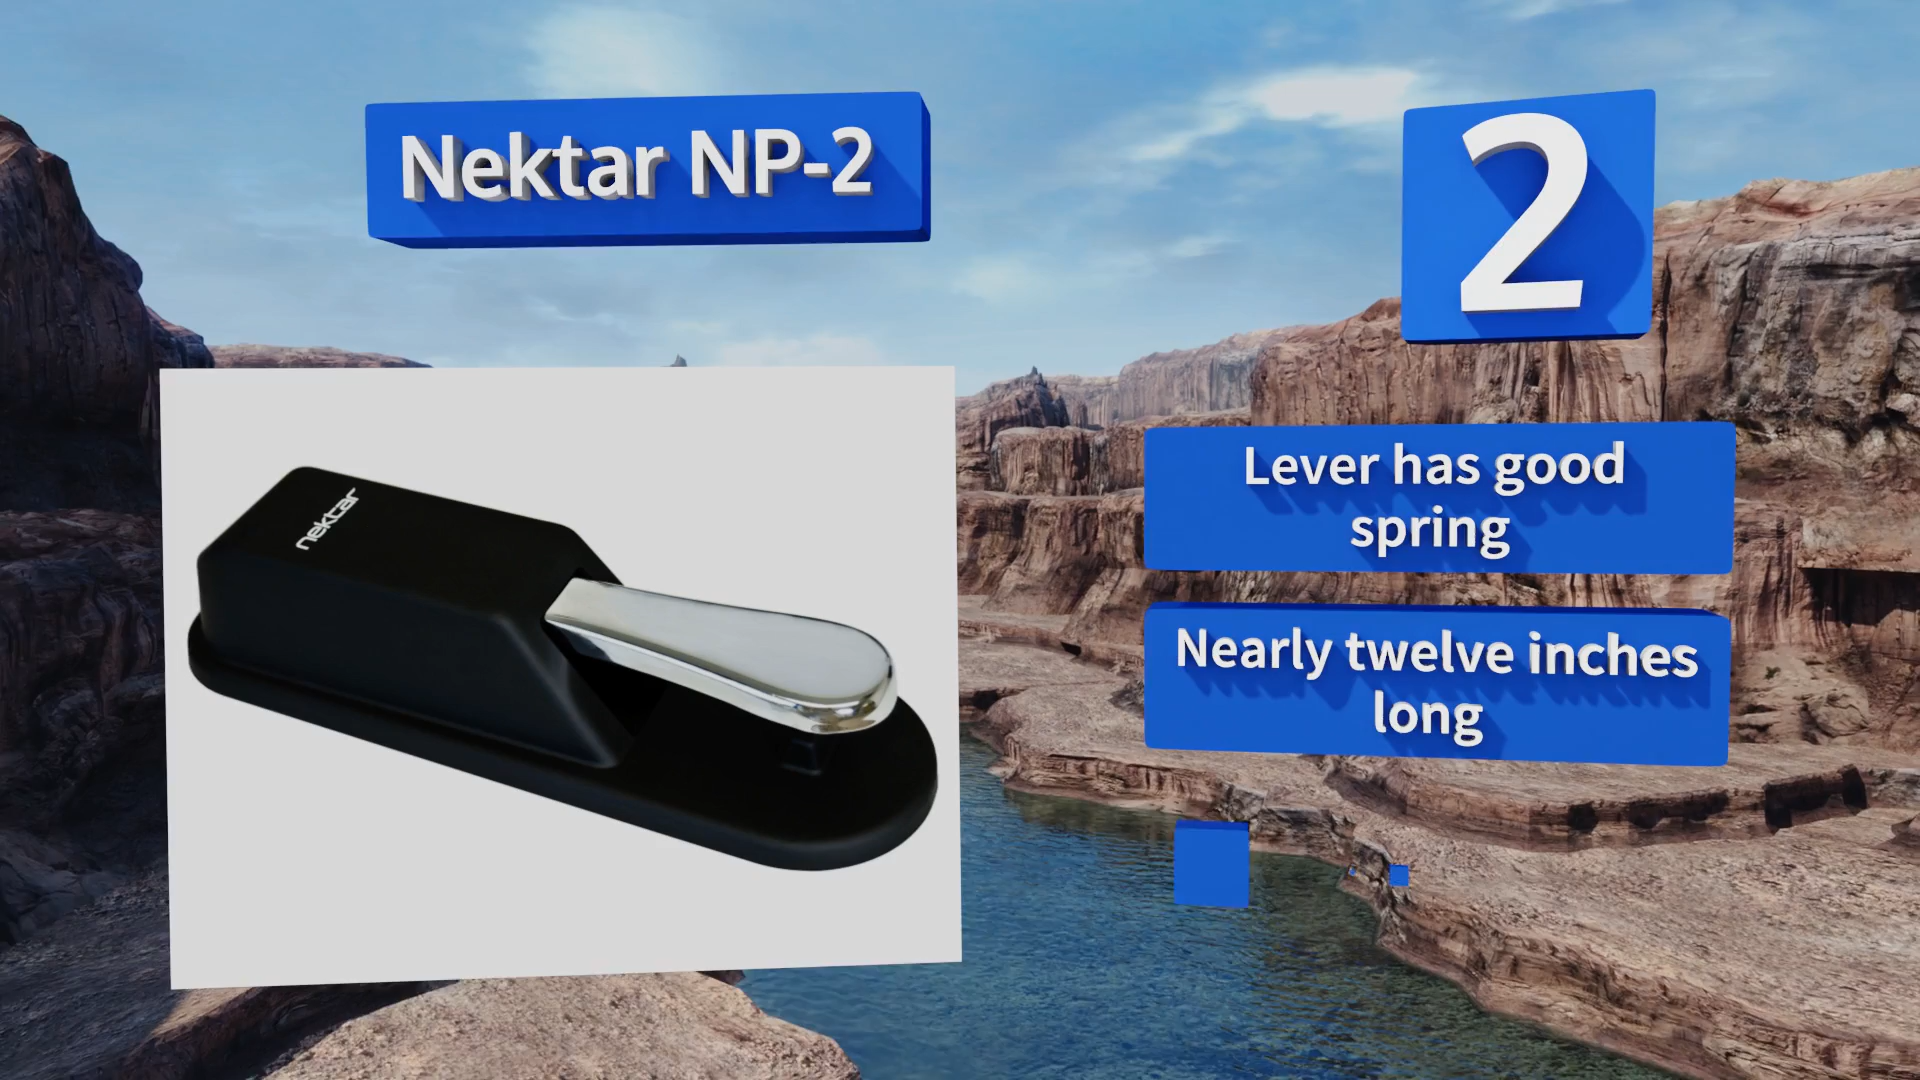 Nektar NP-2
2
nektar
Lever has good
spring
Nearly twelve inches
long